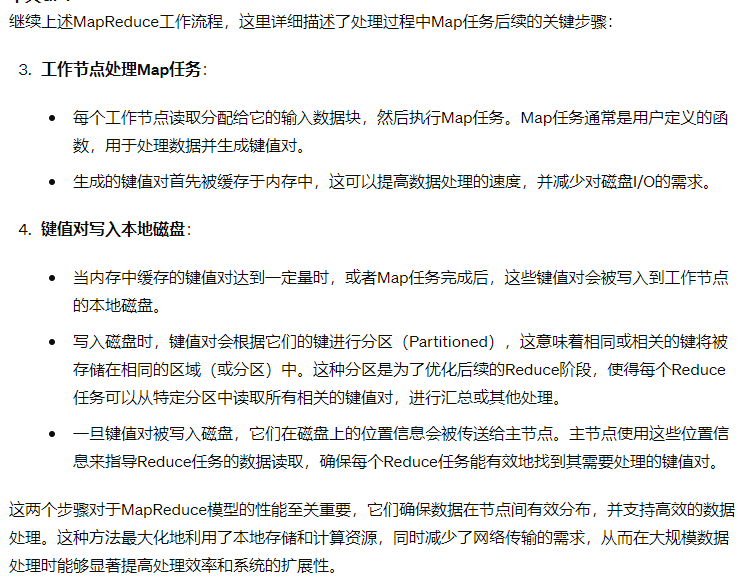 继续上述MapReduce工作流程，这里详细描述了处理过程中Map任务后续的关键步骤：
3. 工作节点处理Map任务：
• 每个工作节点读取分配给它的输入数据块，然后执行Map任务。Map任务通常是用户定义的函
数，用于处理数据并生成键值对。
• 生成的键值对首先被缓存于内存中，这可以提高数据处理的速度，并减少对磁盘I/O的需求。
4. 键值对写入本地磁盘：
• 当内存中缓存的键值对达到一定量时，或者Map任务完成后，这些键值对会被写入到工作节点
的本地磁盘。
• 写入磁盘时，键值对会根据它们的键进行分区（Partitioned），这意味着相同或相关的键将被
存储在相同的区域（或分区）中。这种分区是为了优化后续的Reduce阶段，使得每个Reduce
任务可以从特定分区中读取所有相关的键值对，进行汇总或其他处理。
• 一旦键值对被写入磁盘，它们在磁盘上的位置信息会被传送给主节点。主节点使用这些位置信
息来指导Reduce任务的数据读取，确保每个Reduce任务能有效地找到其需要处理的键值对。
这两个步骤对于MapReduce模型的性能至关重要，它们确保数据在节点间有效分布，并支持高效的数据
处理。这种方法最大化地利用了本地存储和计算资源，同时减少了网络传输的需求，从而在大规模数据
处理时能够显著提高处理效率和系统的扩展性。